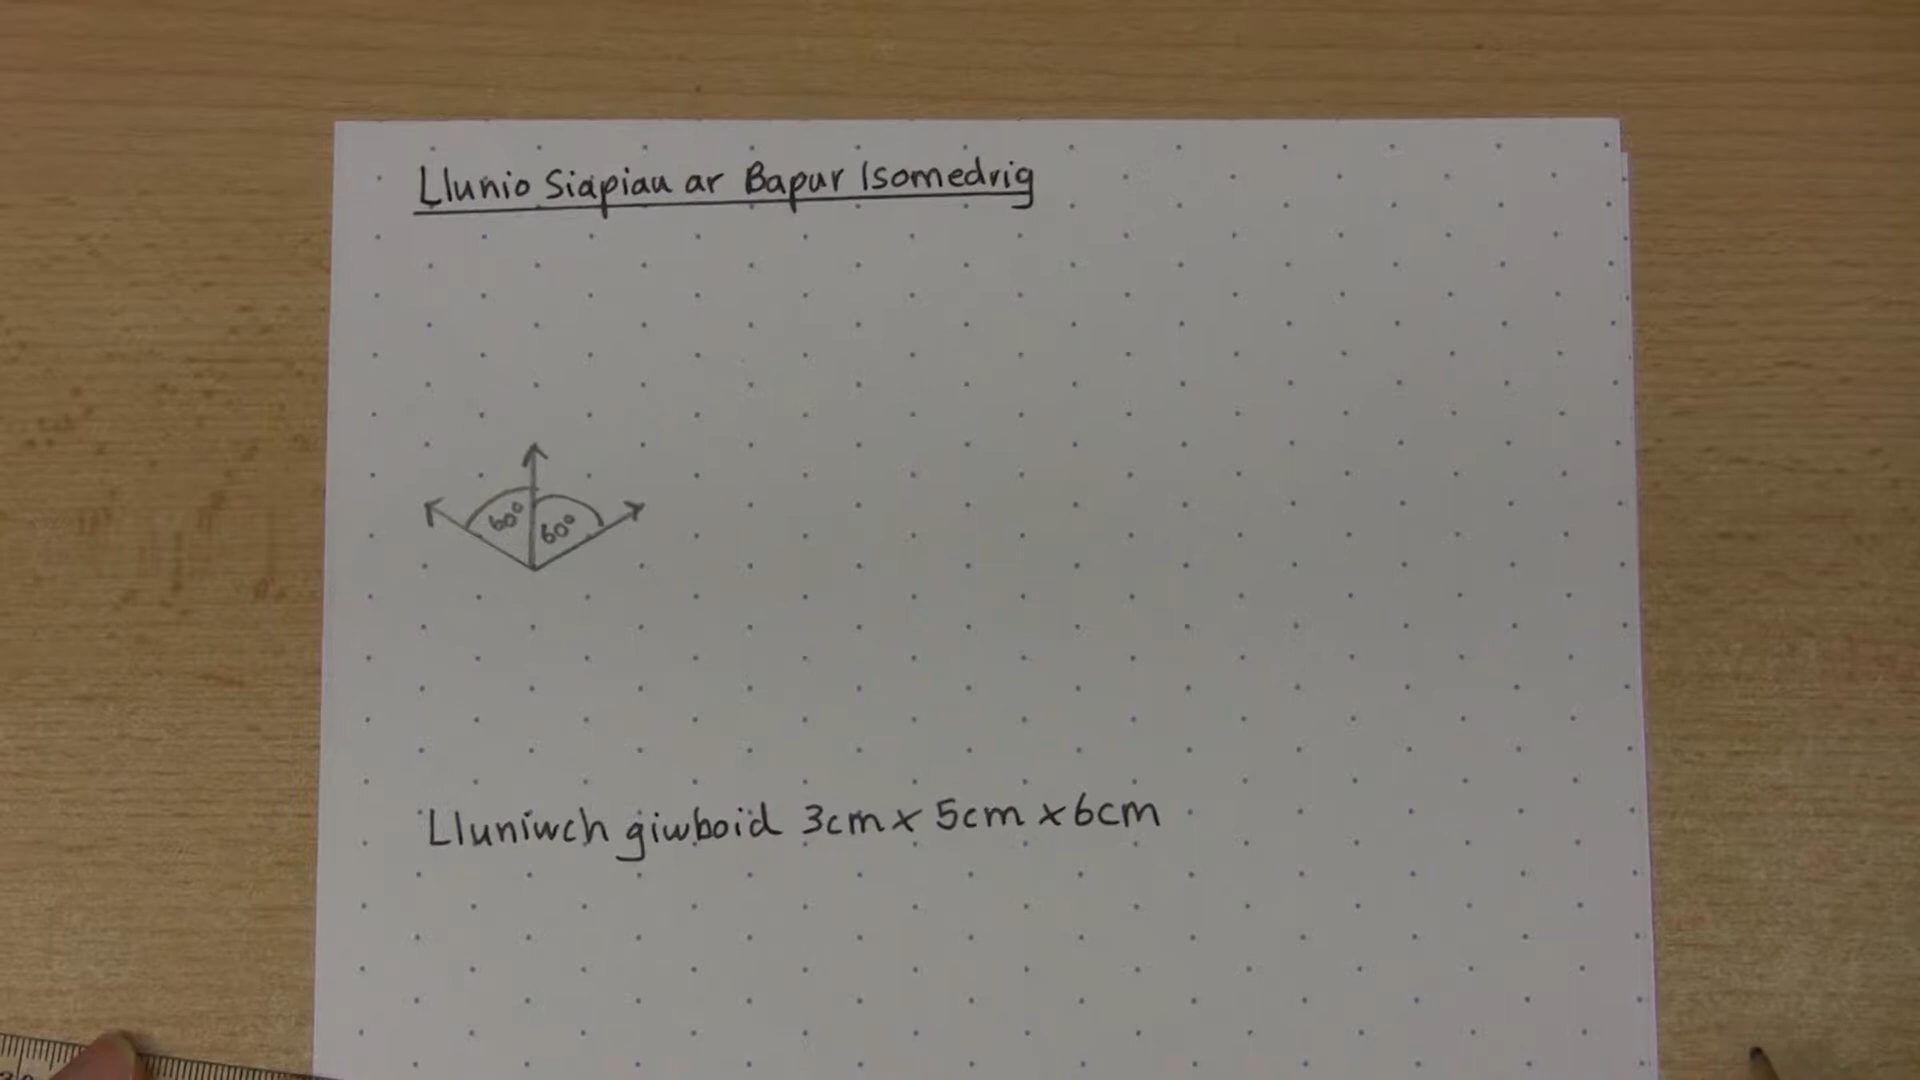 Llunio Siapiau ar Bapur Isomedrig
60° 60°
Lluniwch giwboid 3cm x 5cm x 6cm